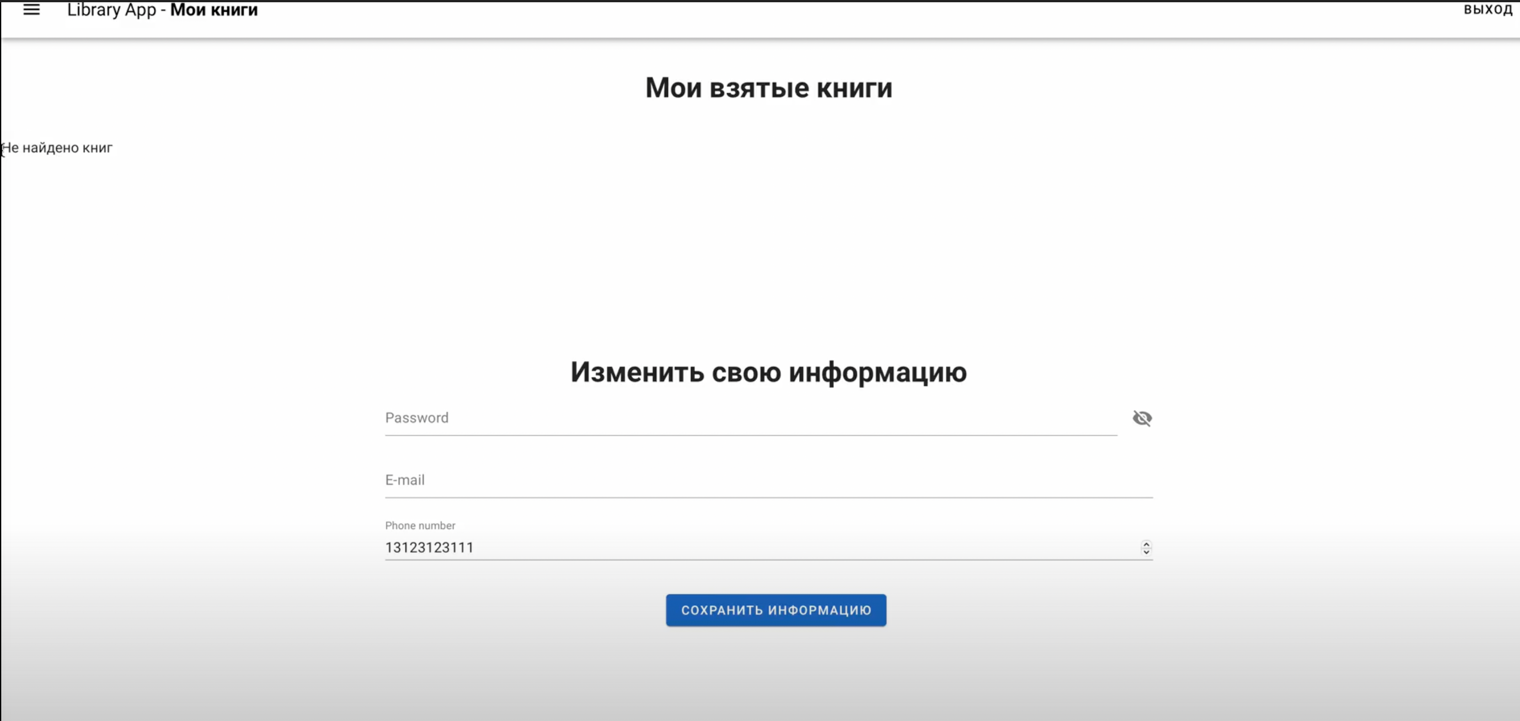 Library App - Мои книги
ВЫХОД
Мои взятые книги
Не найдено книг
Изменить свою информацию
Password
E-mail
Phone number
13123123111
СОХРАНИТЬ ИНФОРМАЦИЮ